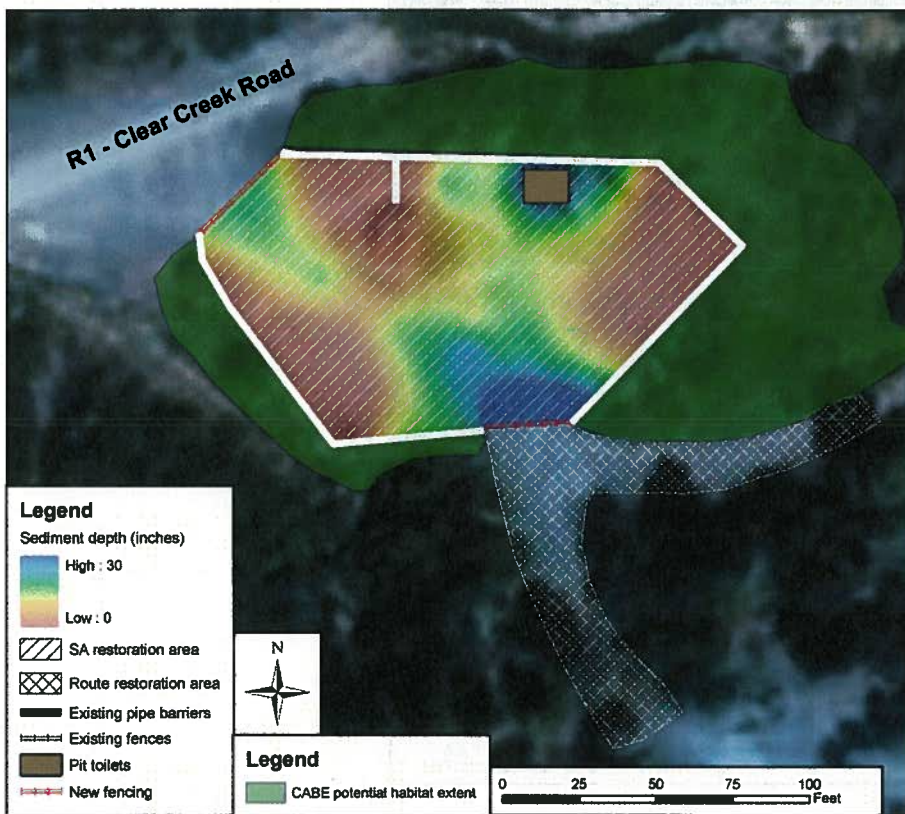 R1 - Clear Creek Road
Legend
Sediment depth (inches)
High : 30
Low : 0
SA restoration area
Route restoration area
Existing pipe barriers
Existing fences
Pit toilets
New fencing
N
Legend
CABE potential habitat extent
0 25 50 75 100
Feet